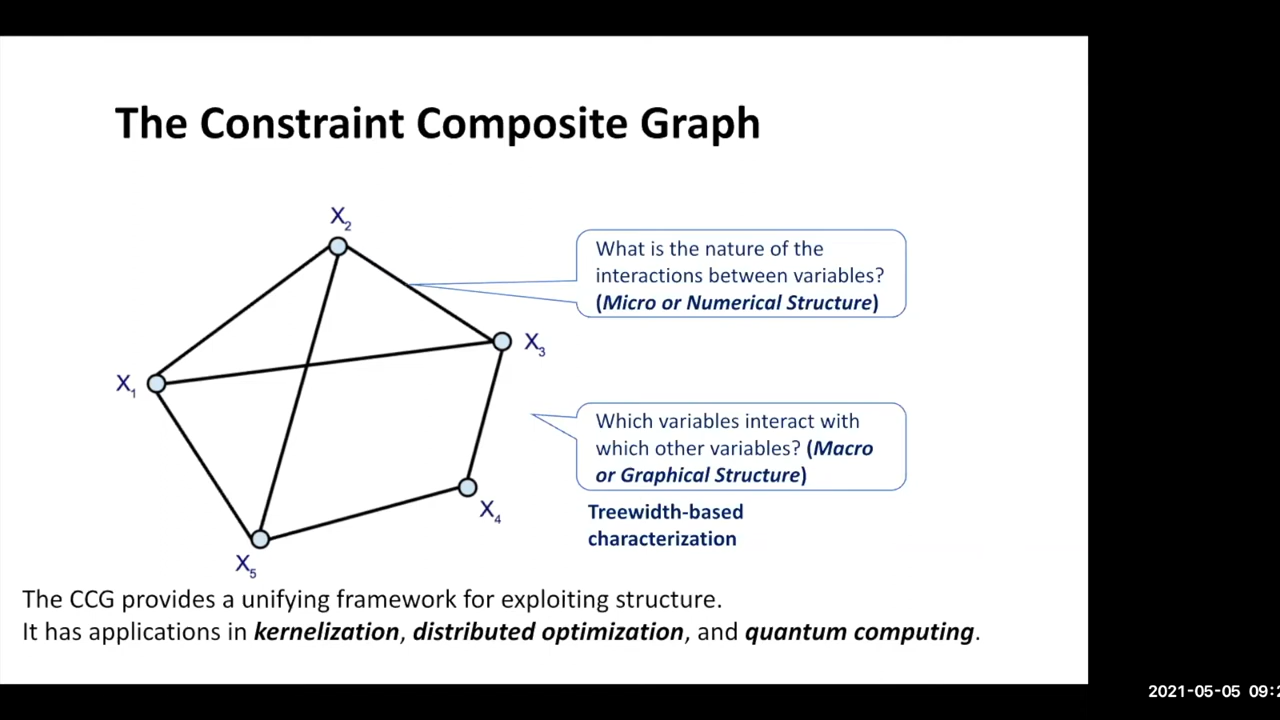 The Constraint Composite Graph
X2
What is the nature of the
interactions between variables?
(Micro or Numerical Structure)
X3
X1
Which variables interact with
which other variables? (Macro
or Graphical Structure)
X4
Treewidth-based
characterization
X5
The CCG provides a unifying framework for exploiting structure.
It has applications in kernelization, distributed optimization, and quantum computing.
2021-05-05 09:2